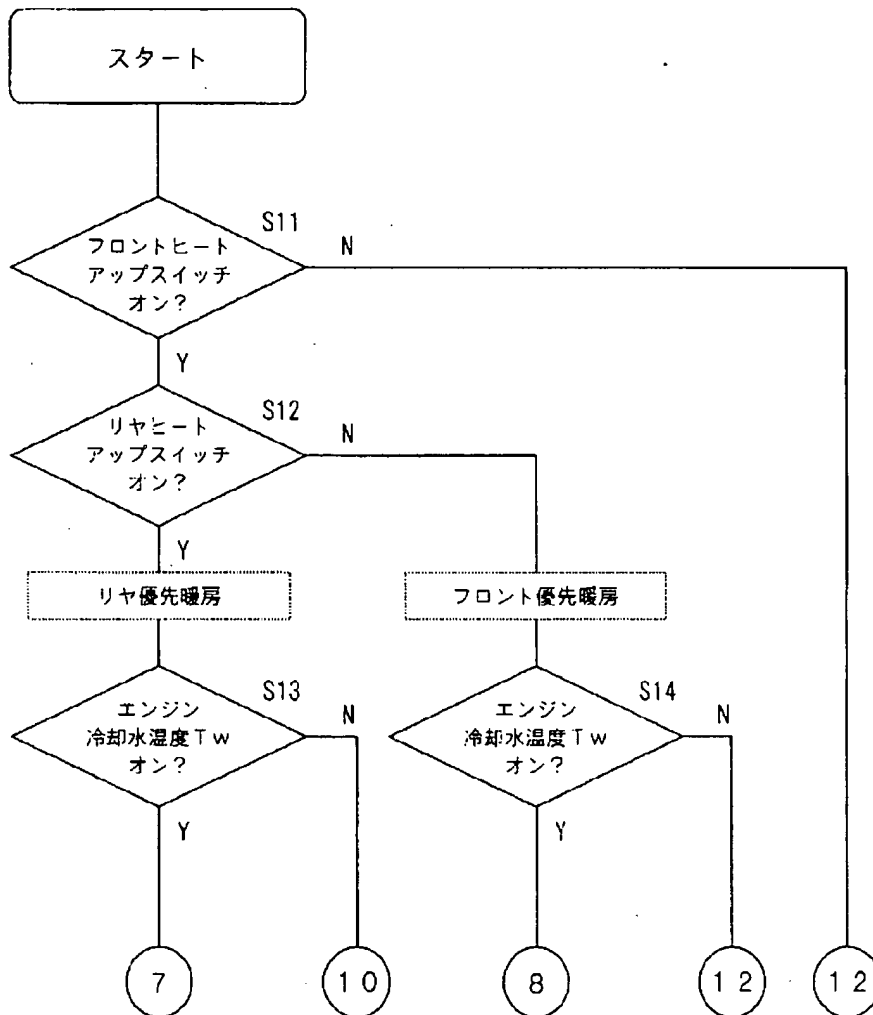 スタート
S11
N
フロントヒート
アップスイッチ
オン?
Y
S12
N
リヤヒート
アップスイッチ
オン?
Y
リヤ優先暖房
フロント優先暖房
S13
N
エンジン
冷却水温度Tw
オン?
Y
S14
N
エンジン
冷却水温度Tw
オン?
Y
7
10
8
12
12